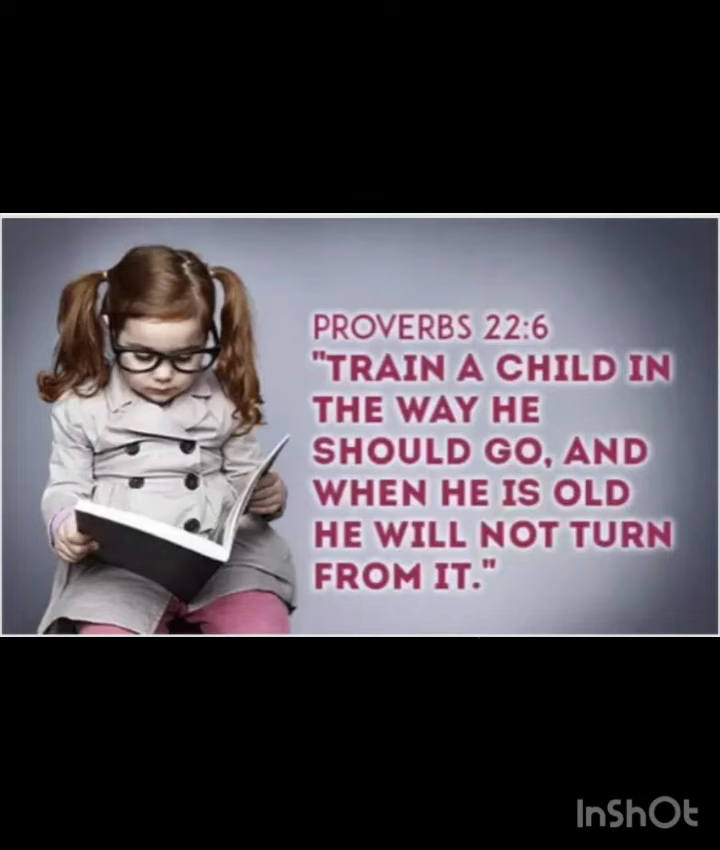 PROVERBS 22:6
"TRAIN A CHILD IN
THE WAY HE
SHOULD GO, AND
WHEN HE IS OLD
HE WILL NOT TURN
FROM IT."
InShOt